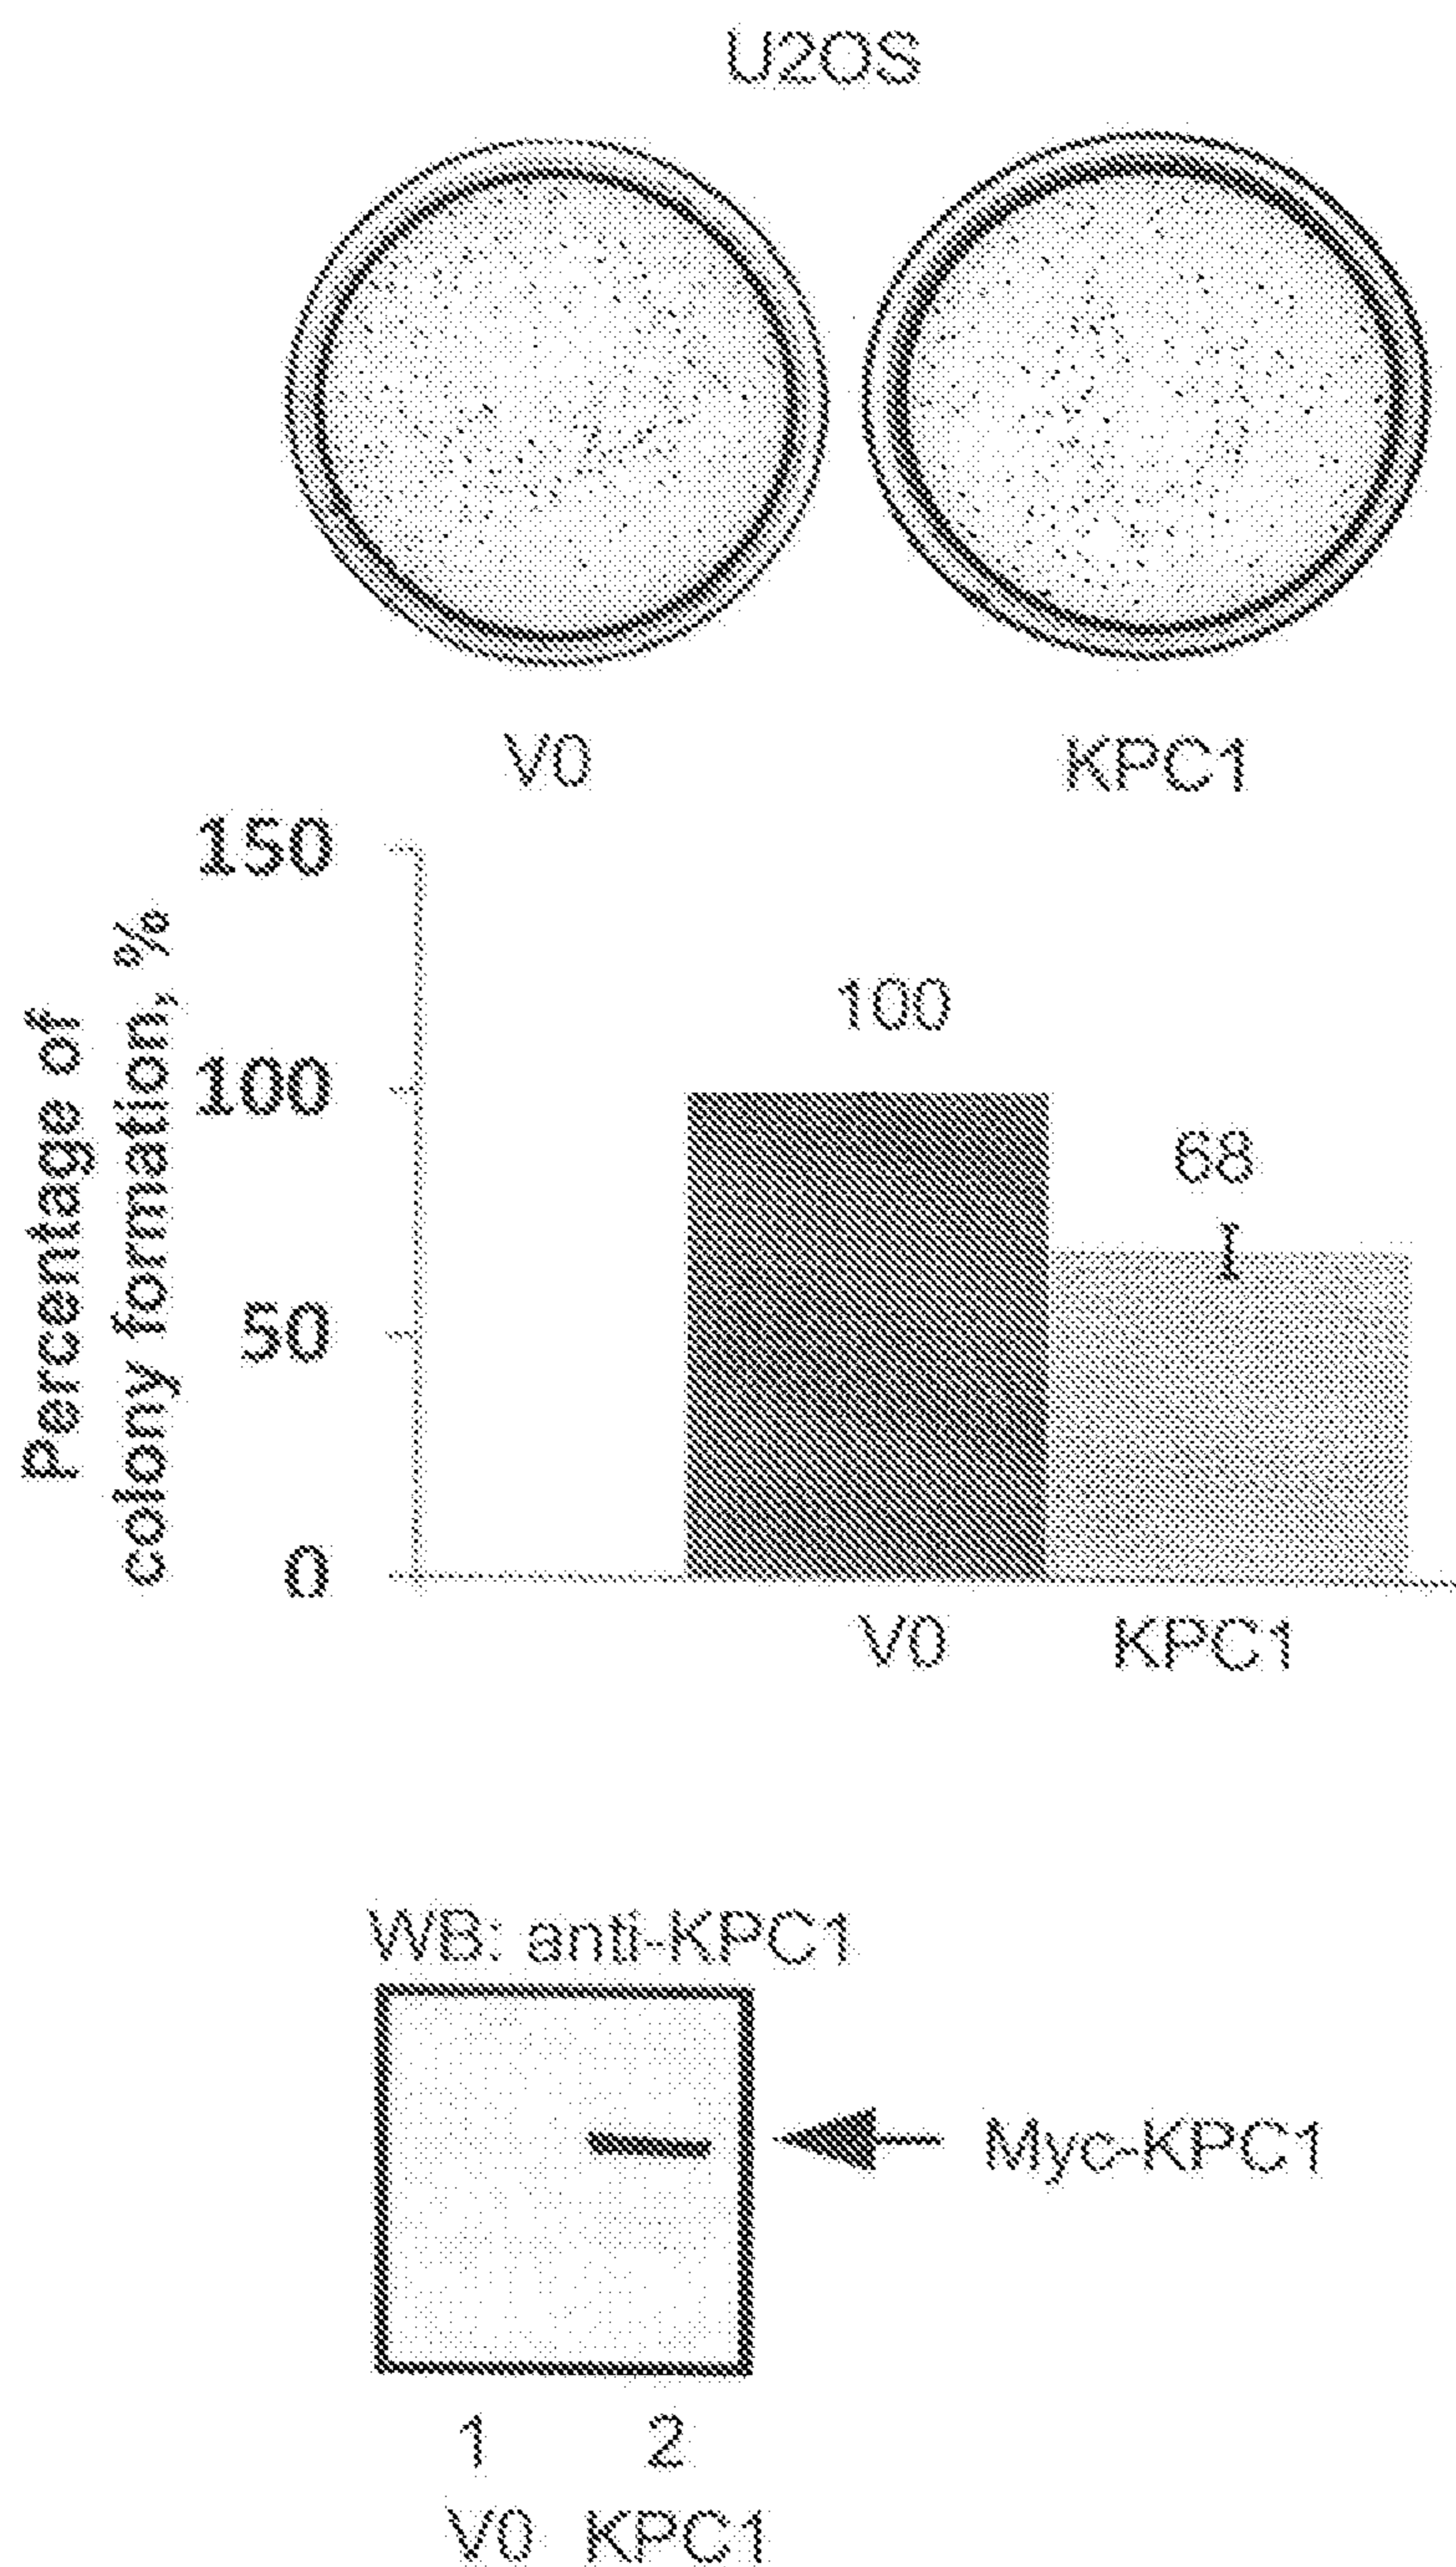 U2OS
V0 KPC1
150
100
50
0
Percentage of
colony formation, %
100
68
V0 KPC1
WB: anti-KPC1
Myc-KPC1
1 2
V0 KPC1